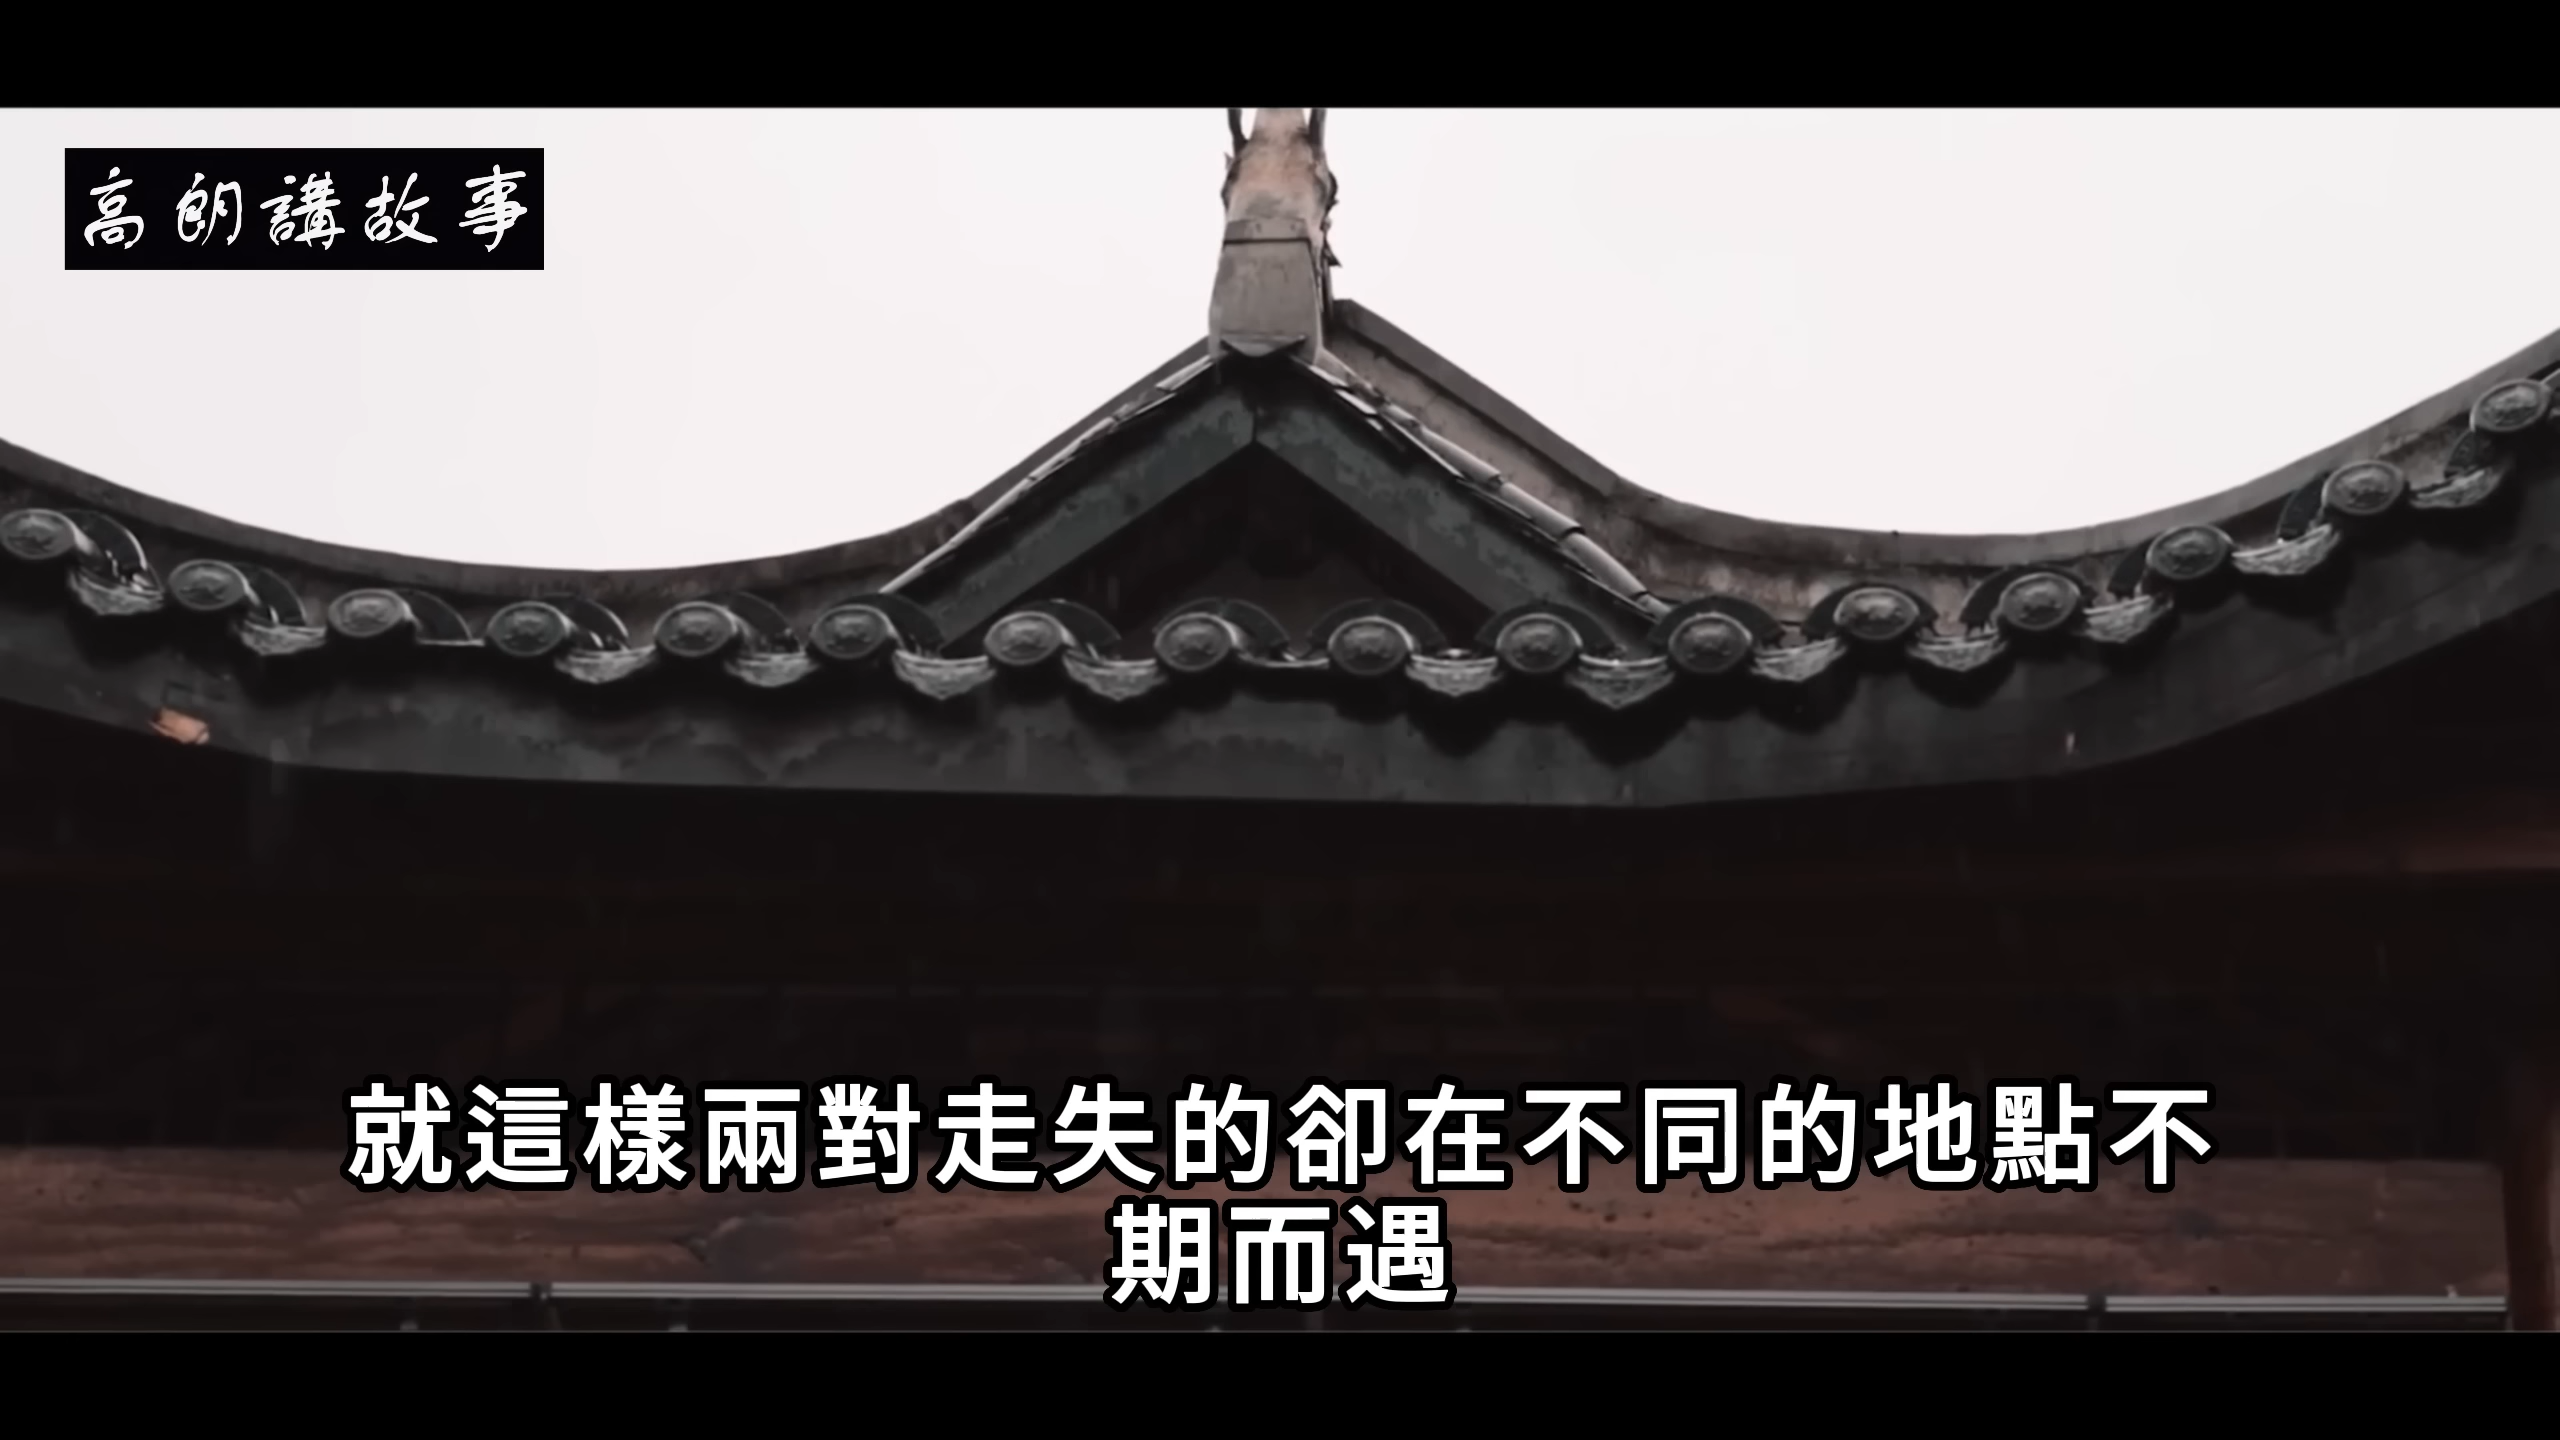 高朗講故事
就這樣兩對走失的卻在不同的地點不
期而遇